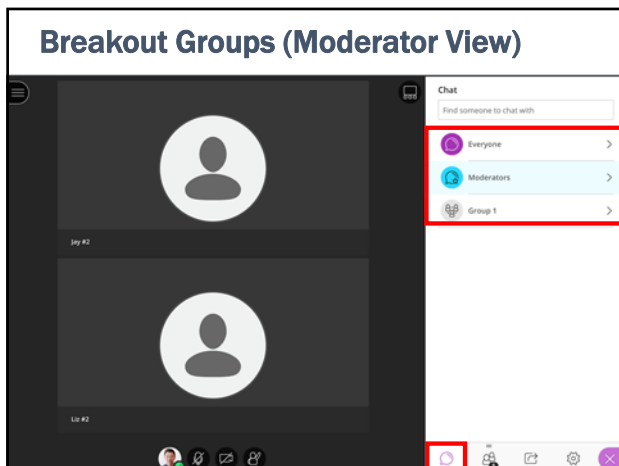 Breakout Groups (Moderator View)
Chat
Find someone to chat with
Everyone
Moderators
Group 1
Jay #2
Liz #2